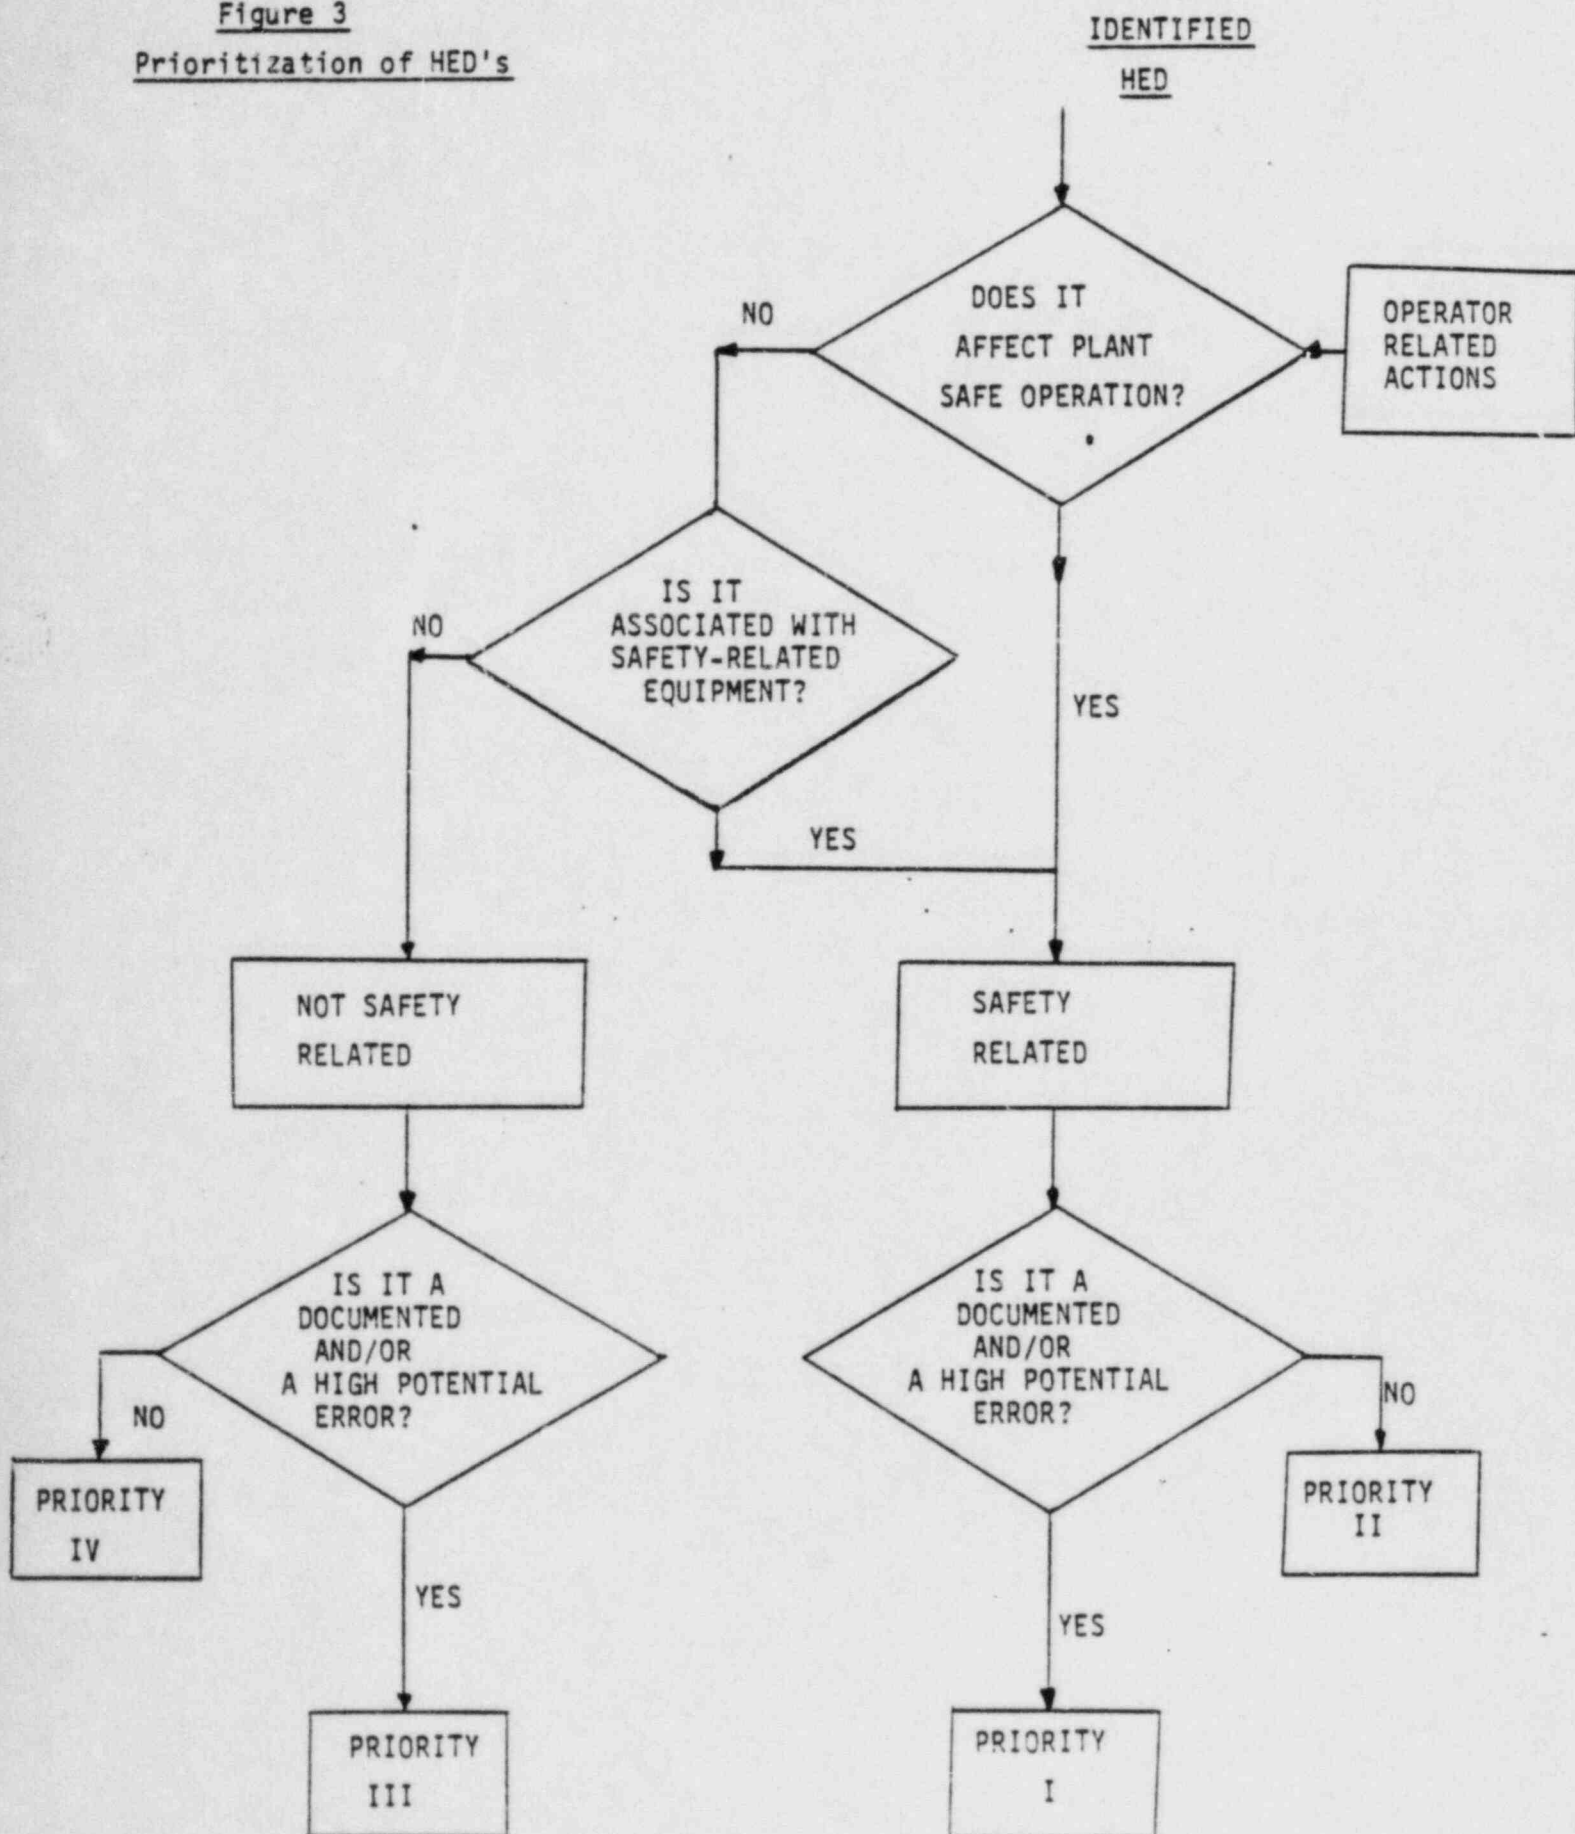 Figure 3
Prioritization of HED's
IDENTIFIED
HED
DOES IT
AFFECT PLANT
SAFE OPERATION?
NO
OPERATOR
RELATED
ACTIONS
IS IT
ASSOCIATED WITH
SAFETY-RELATED
EQUIPMENT?
NO
YES
YES
NOT SAFETY
RELATED
SAFETY
RELATED
IS IT A
DOCUMENTED
AND/OR
A HIGH POTENTIAL
ERROR?
NO
IS IT A
DOCUMENTED
AND/OR
A HIGH POTENTIAL
ERROR?
NO
PRIORITY
IV
PRIORITY
II
YES
YES
PRIORITY
III
PRIORITY
I